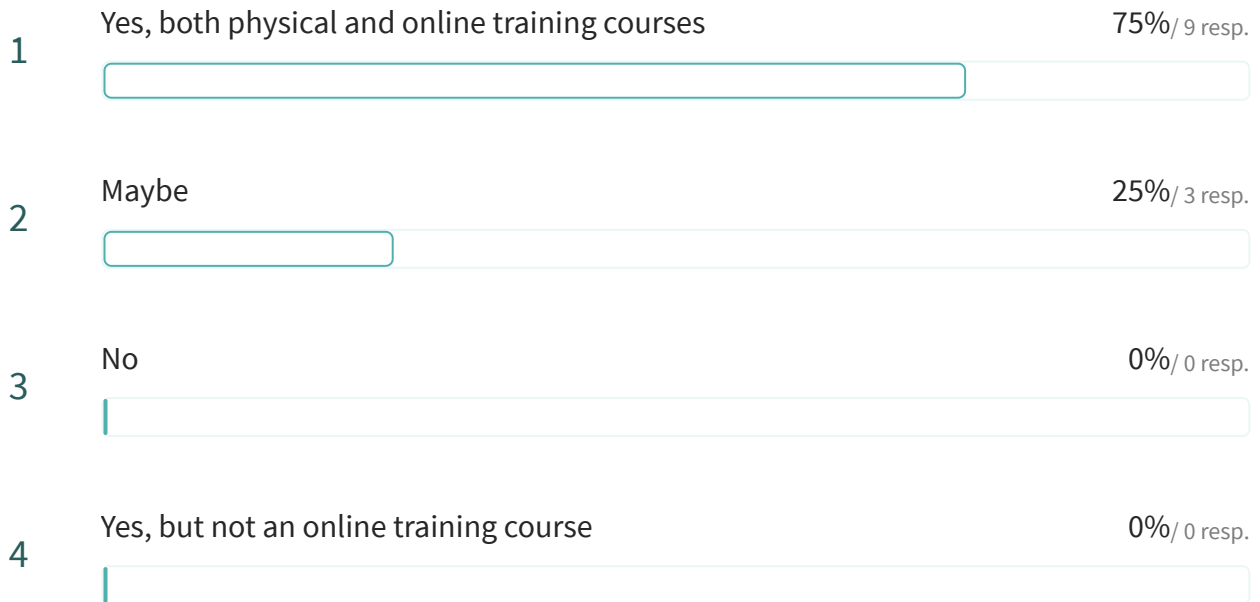 1 Yes, both physical and online training courses 75%/ 9 resp.
2 Maybe 25%/ 3 resp.
3 No 0%/ 0 resp.
4 Yes, but not an online training course 0%/ 0 resp.